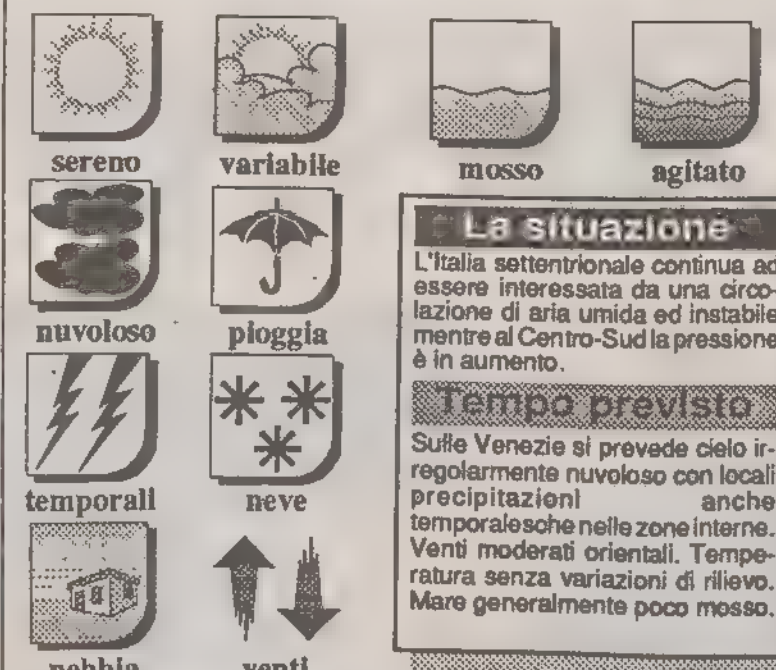 sereno
variabile
mosso
agitato
nuvoloso
pioggia
temporali
neve
nebbia
venti
La situazione
L'Italia settentrionale continua ad
essere interessata da una circo-
lazione di aria umida ed instabile
mentre al Centro-Sud la pressione
è in aumento.
Tempo previsto
Sulle Venezie si prevede cielo ir-
regolarmente nuvoloso con locali
precipitazioni anche
temporalesche nelle zone interne.
Venti moderati orientali. Tempe-
ratura senza variazioni di rilievo.
Mare generalmente poco mosso.